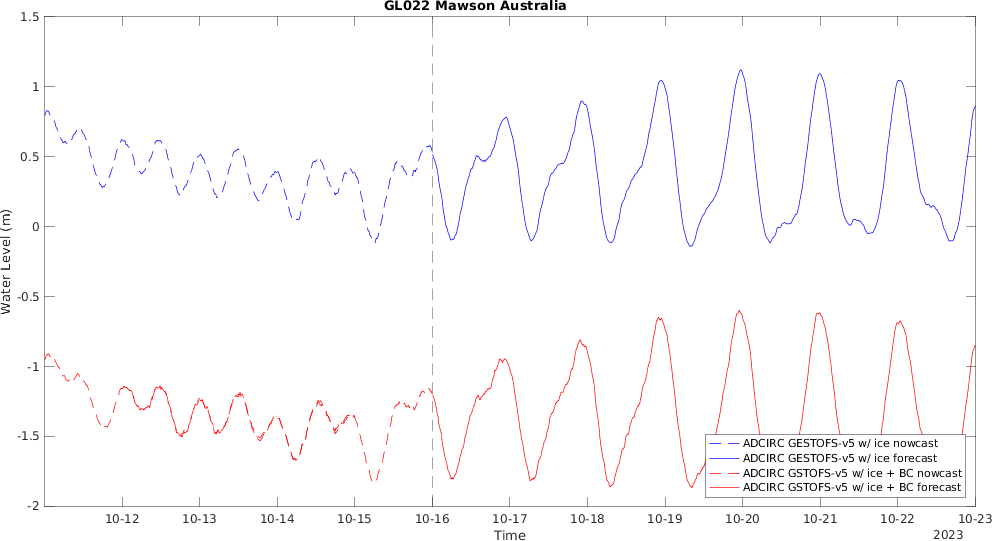 GL022 Mawson Australia
1.5
1
0.5
0
-0.5
-1
-1.5
-2
Water Level (m)
ADCIRC GESTOFS-v5 w/ ice nowcast
ADCIRC GESTOFS-v5 w/ ice forecast
ADCIRC GSTOFS-v5 w/ ice + BC nowcast
ADCIRC GSTOFS-v5 w/ ice + BC forecast
10-12 10-13 10-14 10-15 10-16 10-17 10-18 10-19 10-20 10-21 10-22 10-23
Time
2023